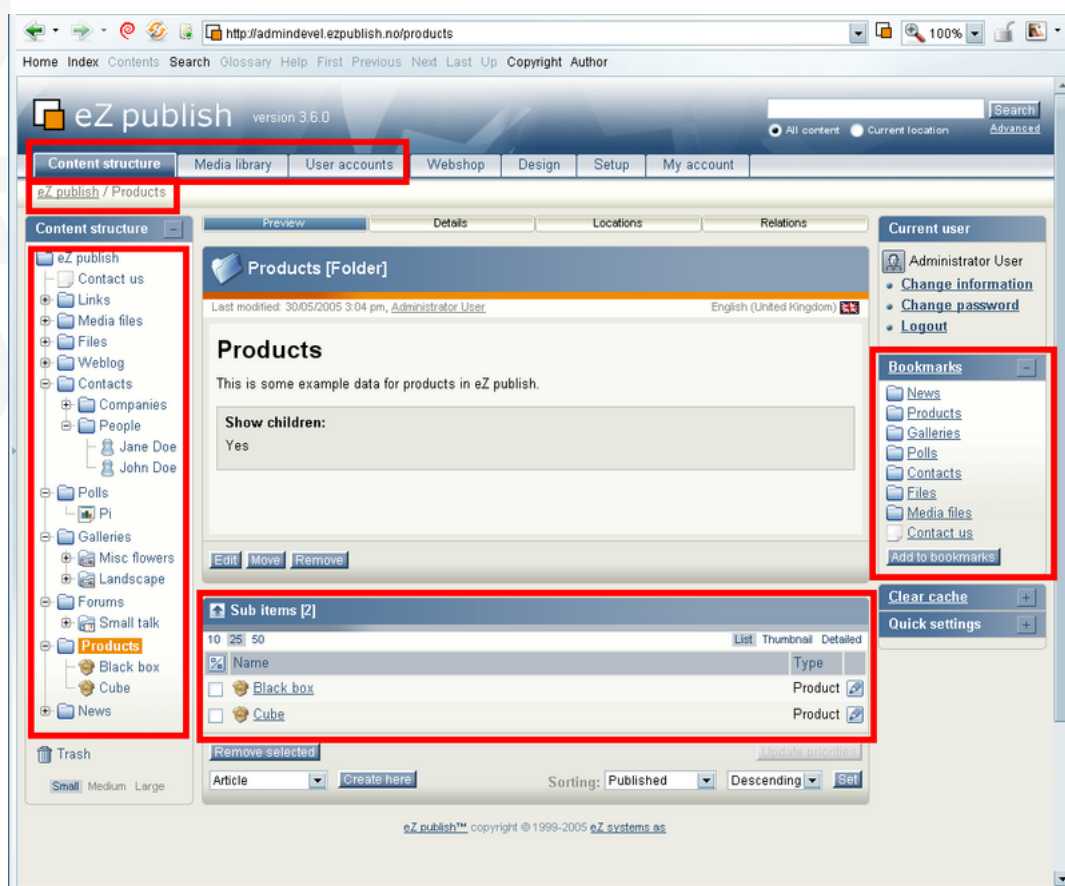 http://admindevel.ezpublish.no/products
100%
Home Index Contents Search Glossary Help First Previous Next Last Up Copyright Author
eZ publish version 3.6.0
Search
All content Current location Advanced
Content structure Media library User accounts Webshop Design Setup My account
eZ publish / Products
Content structure
eZ publish
Contact us
Links
Media files
Files
Weblog
Contacts
Companies
People
Jane Doe
John Doe
Polls
Pi
Galleries
Misc flowers
Landscape
Forums
Small talk
Products
Black box
Cube
News
Trash
Small Medium Large
Preview Details Locations Relations
Products [Folder]
Last modified: 30/05/2005 3:04 pm, Administrator User English (United Kingdom)
Products
This is some example data for products in eZ publish.
Show children:
Yes
Edit Move Remove
Sub items [2]
10 25 50 List Thumbnail Detailed
Name Type
Black box Product
Cube Product
Remove selected Update priorities
Article Create here Sorting: Published Descending Set
Current user
Administrator User
Change information
Change password
Logout
Bookmarks
News
Products
Galleries
Polls
Contacts
Files
Media files
Contact us
Add to bookmarks
Clear cache
Quick settings
eZ publish™ copyright © 1999-2005 eZ systems as